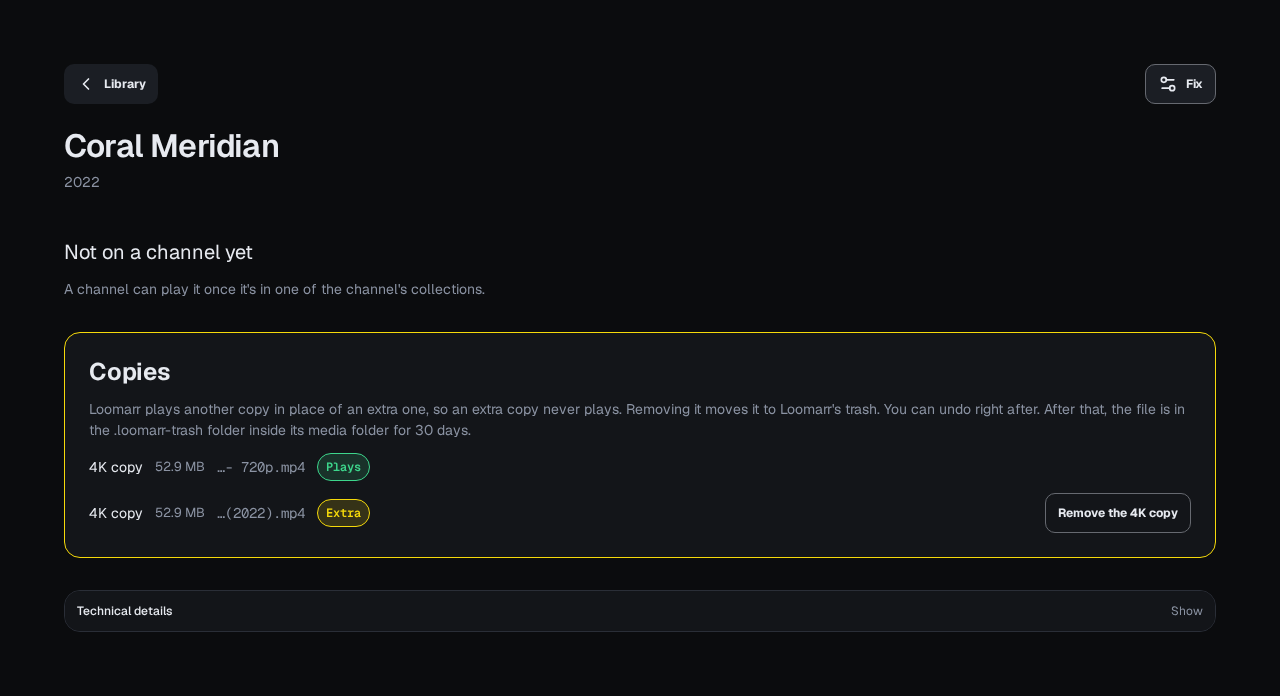 Library
Fix
Coral Meridian
2022
Not on a channel yet
A channel can play it once it's in one of the channel's collections.
Copies
Loomarr plays another copy in place of an extra one, so an extra copy never plays. Removing it moves it to Loomarr's trash. You can undo right after. After that, the file is in
the .loomarr-trash folder inside its media folder for 30 days.
4K copy 52.9 MB …- 720p.mp4 Plays
4K copy 52.9 MB …(2022).mp4 Extra Remove the 4K copy
Technical details Show